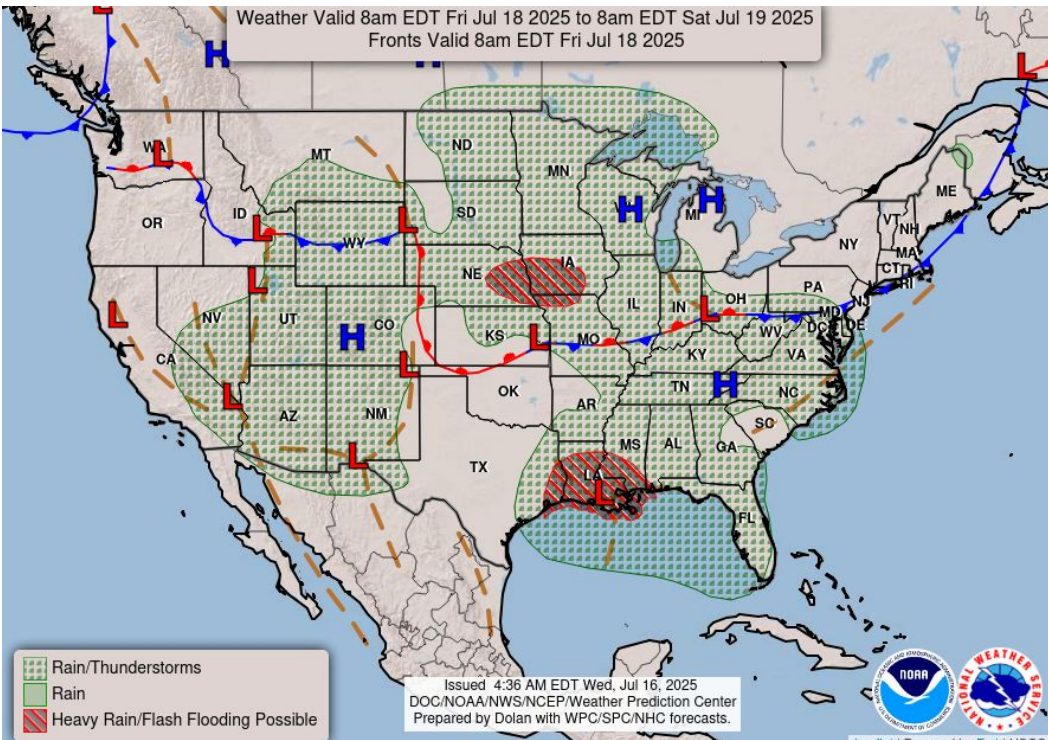 Weather Valid 8am EDT Fri Jul 18 2025 to 8am EDT Sat Jul 19 2025
Fronts Valid 8am EDT Fri Jul 18 2025
L
H
H
L
WA
L
MT
ND
MN
ME
OR
ID
L
WY
L
SD
H
MI
H
VT
NH
NY
MA
CT
RI
L
NE
IA
PA
NJ
L
NV
UT
H
CO
KS
L
MO
IL
IN
L
OH
MD
DE
DC
WV
VA
KY
CA
L
L
AZ
NM
OK
AR
TN
H
NC
SC
MS
AL
GA
L
TX
LA
L
FL
Rain/Thunderstorms
Rain
Heavy Rain/Flash Flooding Possible
Issued 4:36 AM EDT Wed, Jul 16, 2025
DOC/NOAA/NWS/NCEP/Weather Prediction Center
Prepared by Dolan with WPC/SPC/NHC forecasts.
NOAA
NATIONAL WEATHER SERVICE